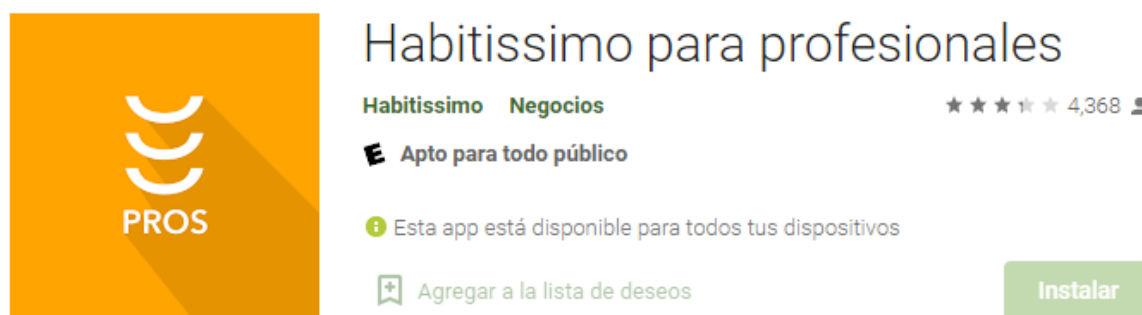 PROS
Habitissimo para profesionales
Habitissimo Negocios
4,368
E Apto para todo público
Esta app está disponible para todos tus dispositivos
Agregar a la lista de deseos
Instalar